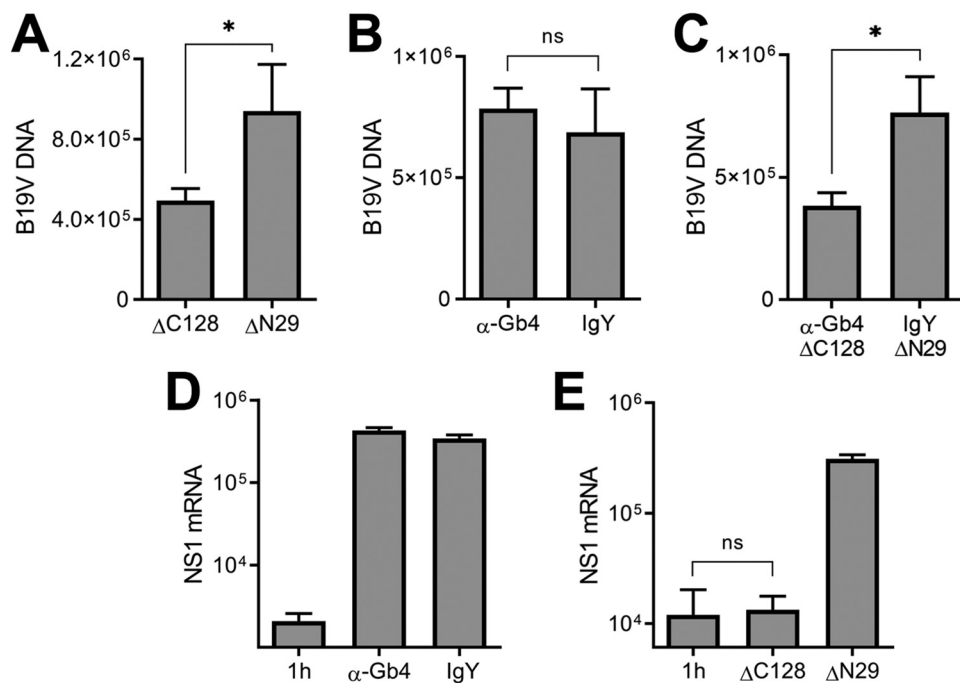 A
*
B19V DNA
1.2×10⁶
8.0×10⁵
4.0×10⁵
0
ΔC128
ΔN29
B
ns
B19V DNA
1×10⁶
5×10⁵
0
α-Gb4
IgY
C
*
B19V DNA
1×10⁶
5×10⁵
0
α-Gb4
ΔC128
IgY
ΔN29
D
NS1 mRNA
10⁶
10⁵
10⁴
1h
α-Gb4
IgY
E
ns
NS1 mRNA
10⁶
10⁵
10⁴
1h
ΔC128
ΔN29